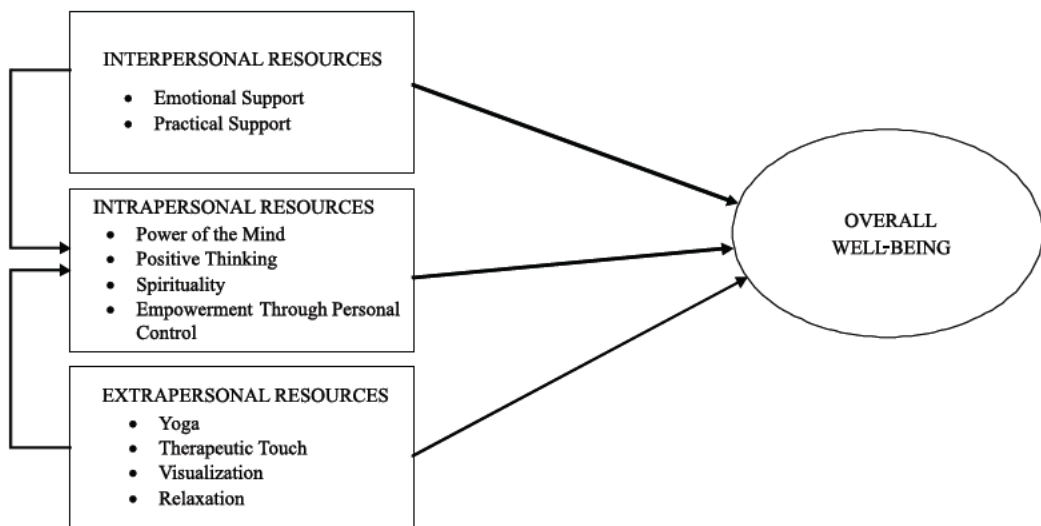 INTERPERSONAL RESOURCES
• Emotional Support
• Practical Support
INTRAPERSONAL RESOURCES
• Power of the Mind
• Positive Thinking
• Spirituality
• Empowerment Through Personal
Control
EXTRAPERSONAL RESOURCES
• Yoga
• Therapeutic Touch
• Visualization
• Relaxation
OVERALL
WELL-BEING